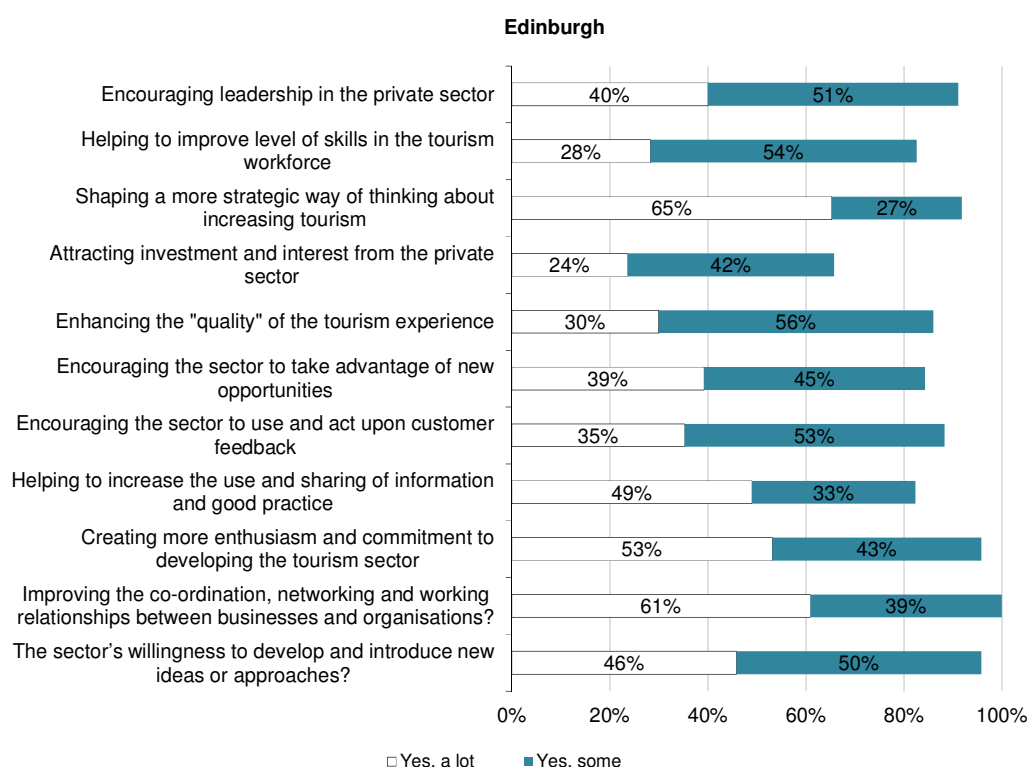 Edinburgh
Encouraging leadership in the private sector
40%
51%
Helping to improve level of skills in the tourism
workforce
28%
54%
Shaping a more strategic way of thinking about
increasing tourism
65%
27%
Attracting investment and interest from the private
sector
24%
42%
Enhancing the "quality" of the tourism experience
30%
56%
Encouraging the sector to take advantage of new
opportunities
39%
45%
Encouraging the sector to use and act upon customer
feedback
35%
53%
Helping to increase the use and sharing of information
and good practice
49%
33%
Creating more enthusiasm and commitment to
developing the tourism sector
53%
43%
Improving the co-ordination, networking and working
relationships between businesses and organisations?
61%
39%
The sector’s willingness to develop and introduce new
ideas or approaches?
46%
50%
0% 20% 40% 60% 80% 100%
Yes, a lot Yes, some